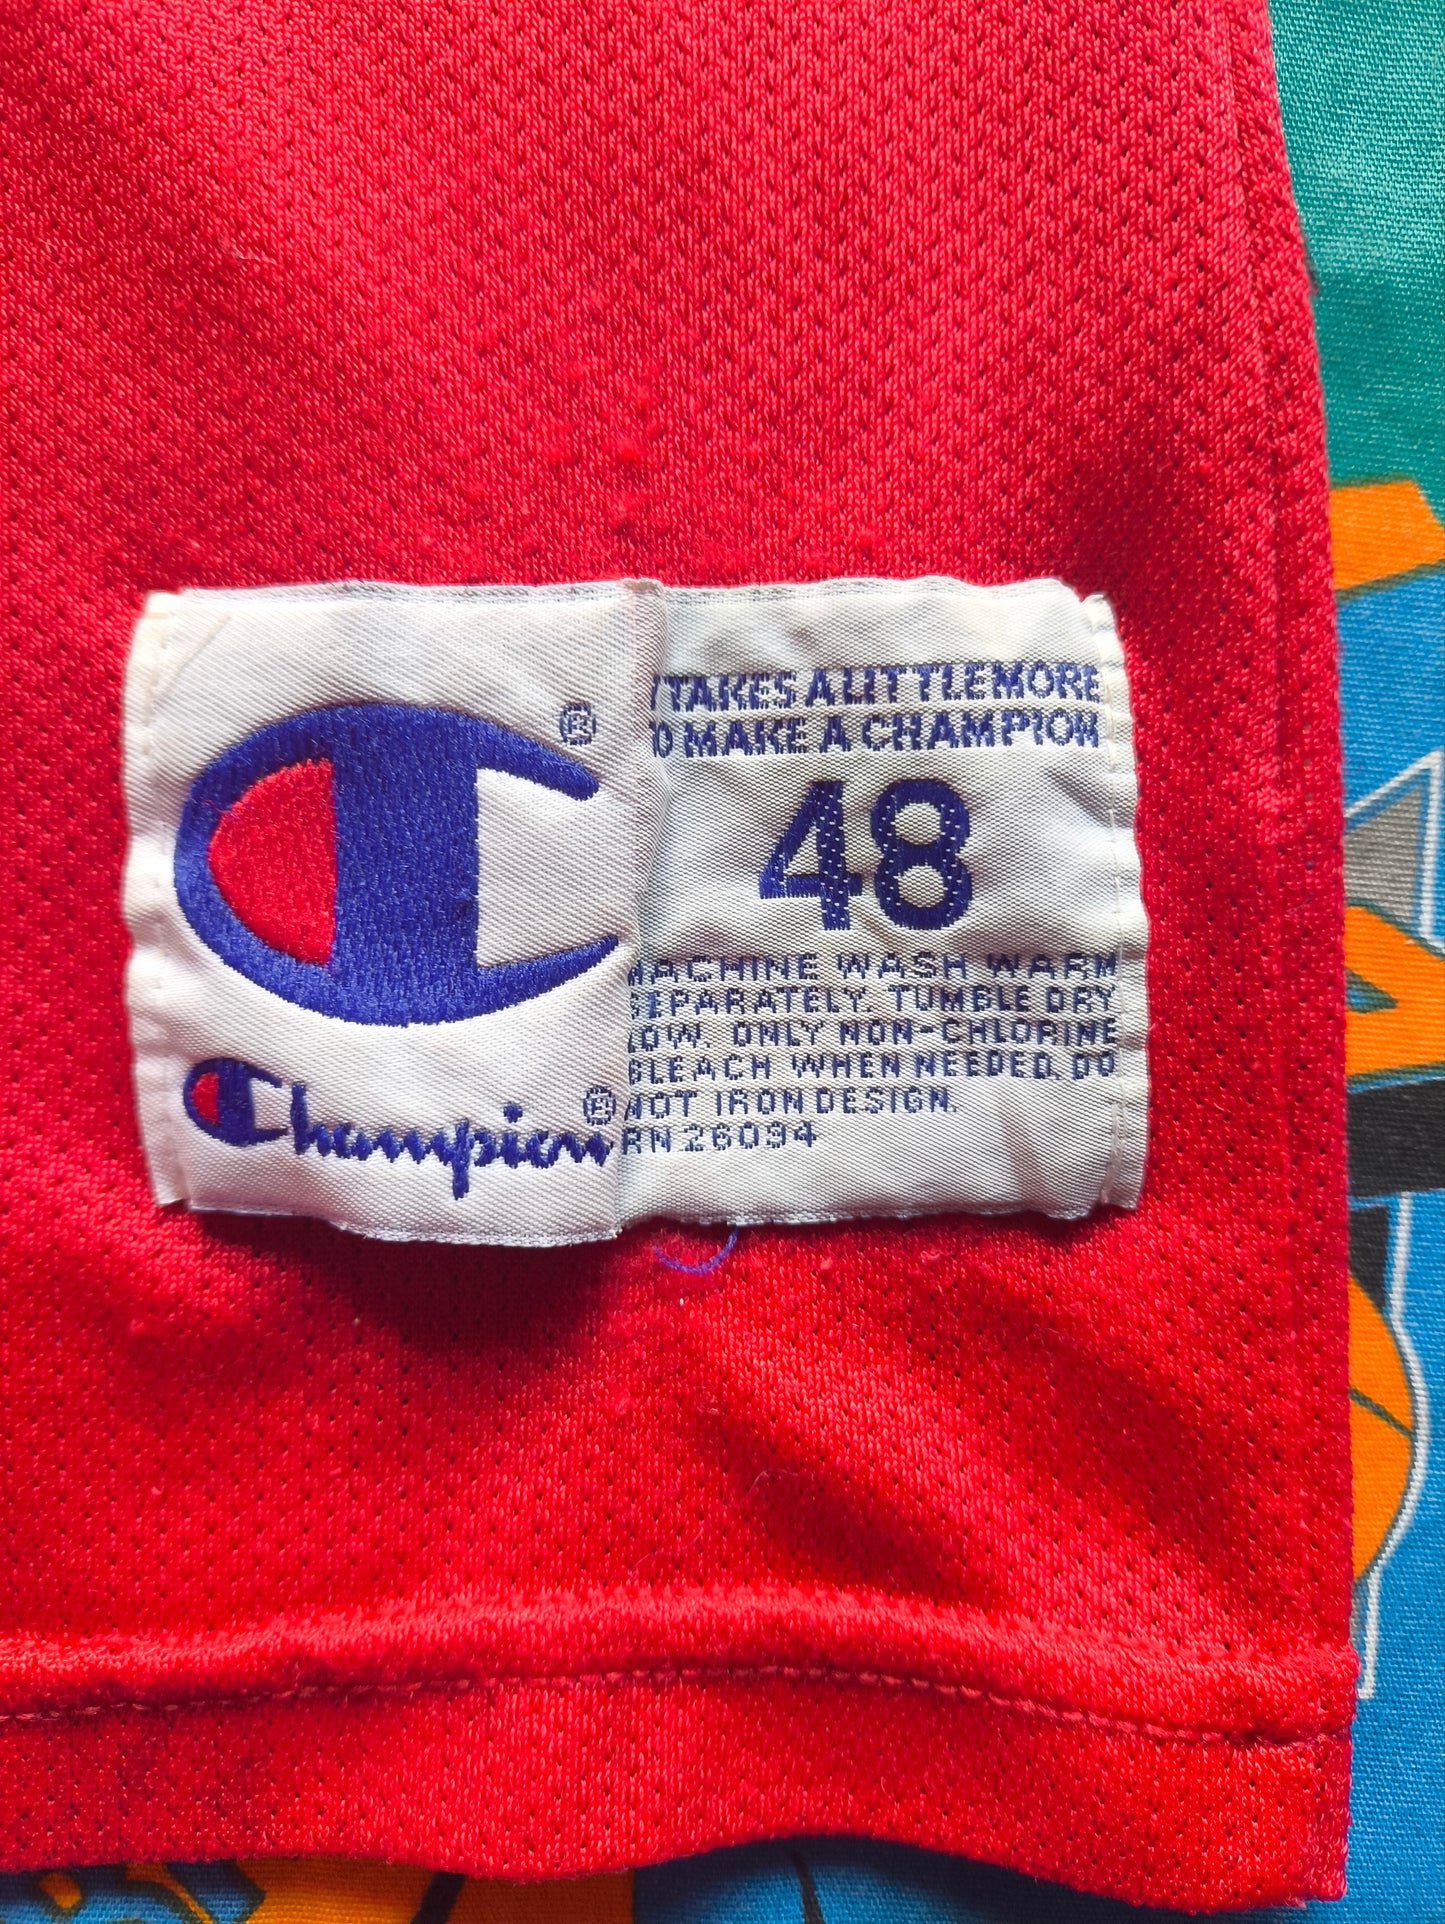 ®
Champion®
TAKES A LITTLE MORE
TO MAKE A CHAMPION
48
MACHINE WASH WARM
SEPARATELY. TUMBLE DRY
LOW. ONLY NON-CHLORINE
BLEACH WHEN NEEDED. DO
NOT IRON DESIGN.
RN 26094